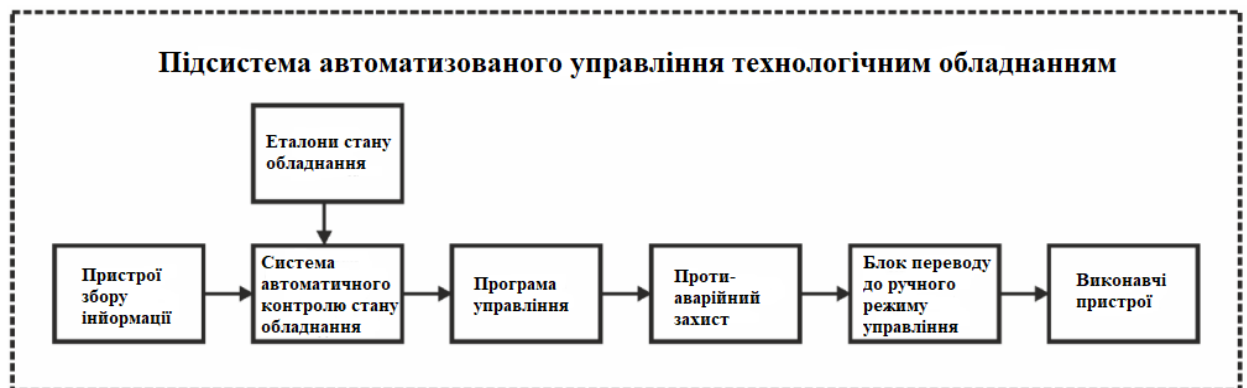 Підсистема автоматизованого управління технологічним обладнанням
Еталони стану
обладнання
Пристрої
збору
інйормації
Система
автоматичного
контролю стану
обладнання
Програма
управління
Проти-
аварійний
захист
Блок переводу
до ручного
режиму
управління
Виконавчі
пристрої